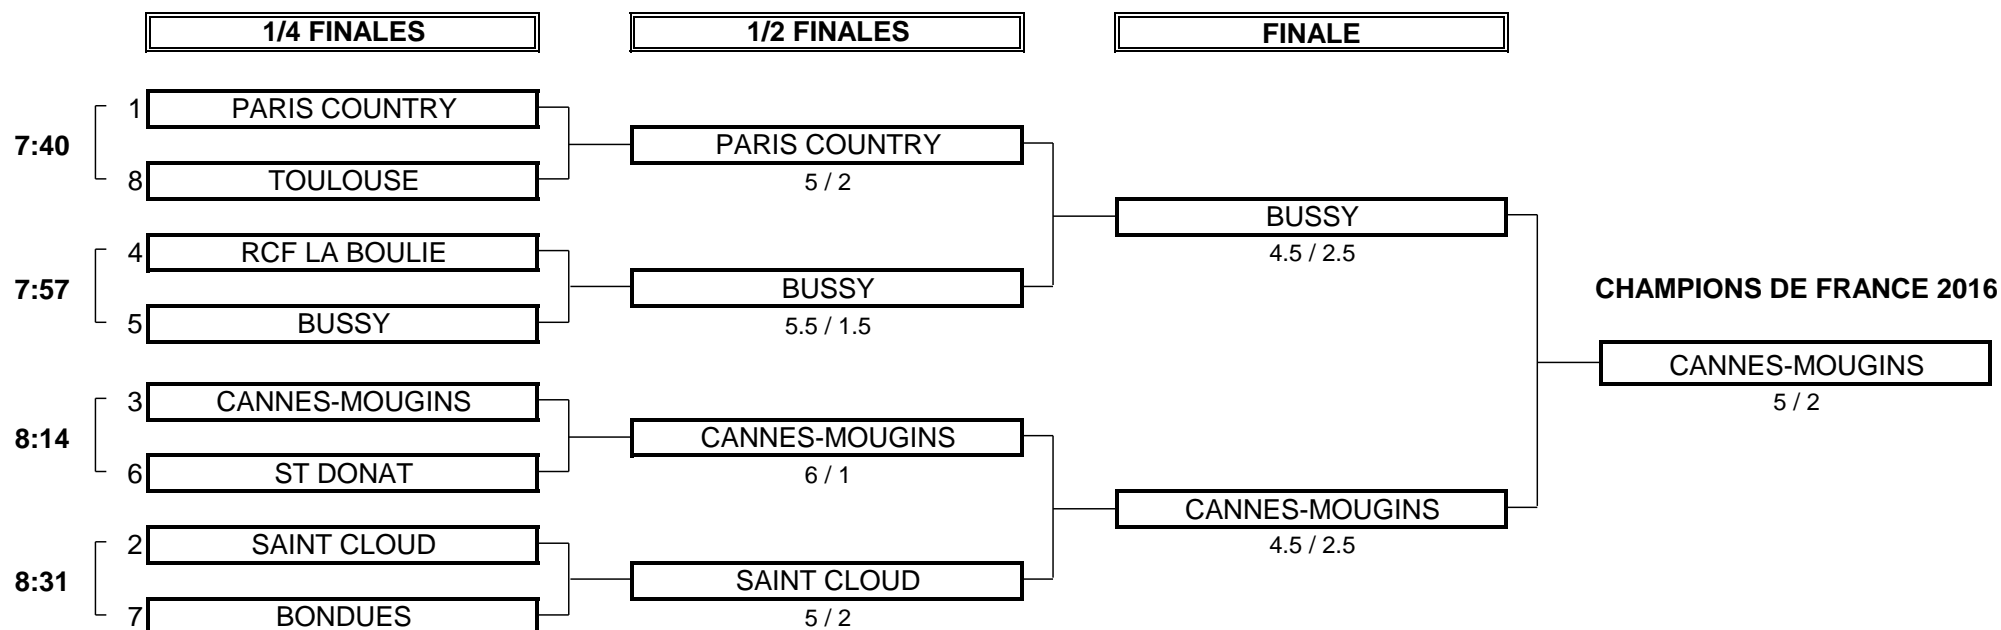 1/4 FINALES
1/2 FINALES
FINALE
7:40
1 PARIS COUNTRY
8 TOULOUSE
PARIS COUNTRY
5 / 2
7:57
4 RCF LA BOULIE
5 BUSSY
BUSSY
5.5 / 1.5
BUSSY
4.5 / 2.5
8:14
3 CANNES-MOUGINS
6 ST DONAT
CANNES-MOUGINS
6 / 1
8:31
2 SAINT CLOUD
7 BONDUES
SAINT CLOUD
5 / 2
CANNES-MOUGINS
4.5 / 2.5
CHAMPIONS DE FRANCE 2016
CANNES-MOUGINS
5 / 2